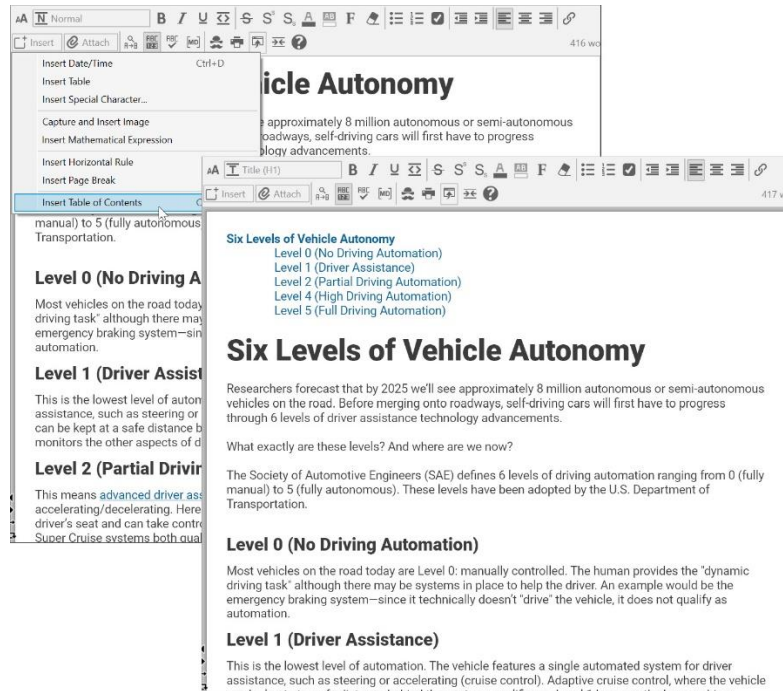 Normal
B I U
Insert
Attach
416 wo
Insert Date/Time Ctrl+D
Insert Table
Insert Special Character...
Capture and Insert Image
Insert Mathematical Expression
Insert Horizontal Rule
Insert Page Break
Insert Table of Contents
icle Autonomy
approximately 8 million autonomous or semi-autonomous
roadways, self-driving cars will first have to progress
ology advancements.
manual) to 5 (fully autonomous
Transportation.
Level 0 (No Driving A
Most vehicles on the road today
driving task" although there may
emergency braking system—sin
automation.
Level 1 (Driver Assist
This is the lowest level of autom
assistance, such as steering or
can be kept at a safe distance b
monitors the other aspects of d
Level 2 (Partial Drivin
This means advanced driver ass
accelerating/decelerating. Here
driver's seat and can take contro
Super Cruise systems both qual
Title (H1)
B I U
Insert
Attach
417 w
Six Levels of Vehicle Autonomy
Level 0 (No Driving Automation)
Level 1 (Driver Assistance)
Level 2 (Partial Driving Automation)
Level 4 (High Driving Automation)
Level 5 (Full Driving Automation)
Six Levels of Vehicle Autonomy
Researchers forecast that by 2025 we'll see approximately 8 million autonomous or semi-autonomous
vehicles on the road. Before merging onto roadways, self-driving cars will first have to progress
through 6 levels of driver assistance technology advancements.
What exactly are these levels? And where are we now?
The Society of Automotive Engineers (SAE) defines 6 levels of driving automation ranging from 0 (fully
manual) to 5 (fully autonomous). These levels have been adopted by the U.S. Department of
Transportation.
Level 0 (No Driving Automation)
Most vehicles on the road today are Level 0: manually controlled. The human provides the "dynamic
driving task" although there may be systems in place to help the driver. An example would be the
emergency braking system—since it technically doesn't "drive" the vehicle, it does not qualify as
automation.
Level 1 (Driver Assistance)
This is the lowest level of automation. The vehicle features a single automated system for driver
assistance, such as steering or accelerating (cruise control). Adaptive cruise control, where the vehicle